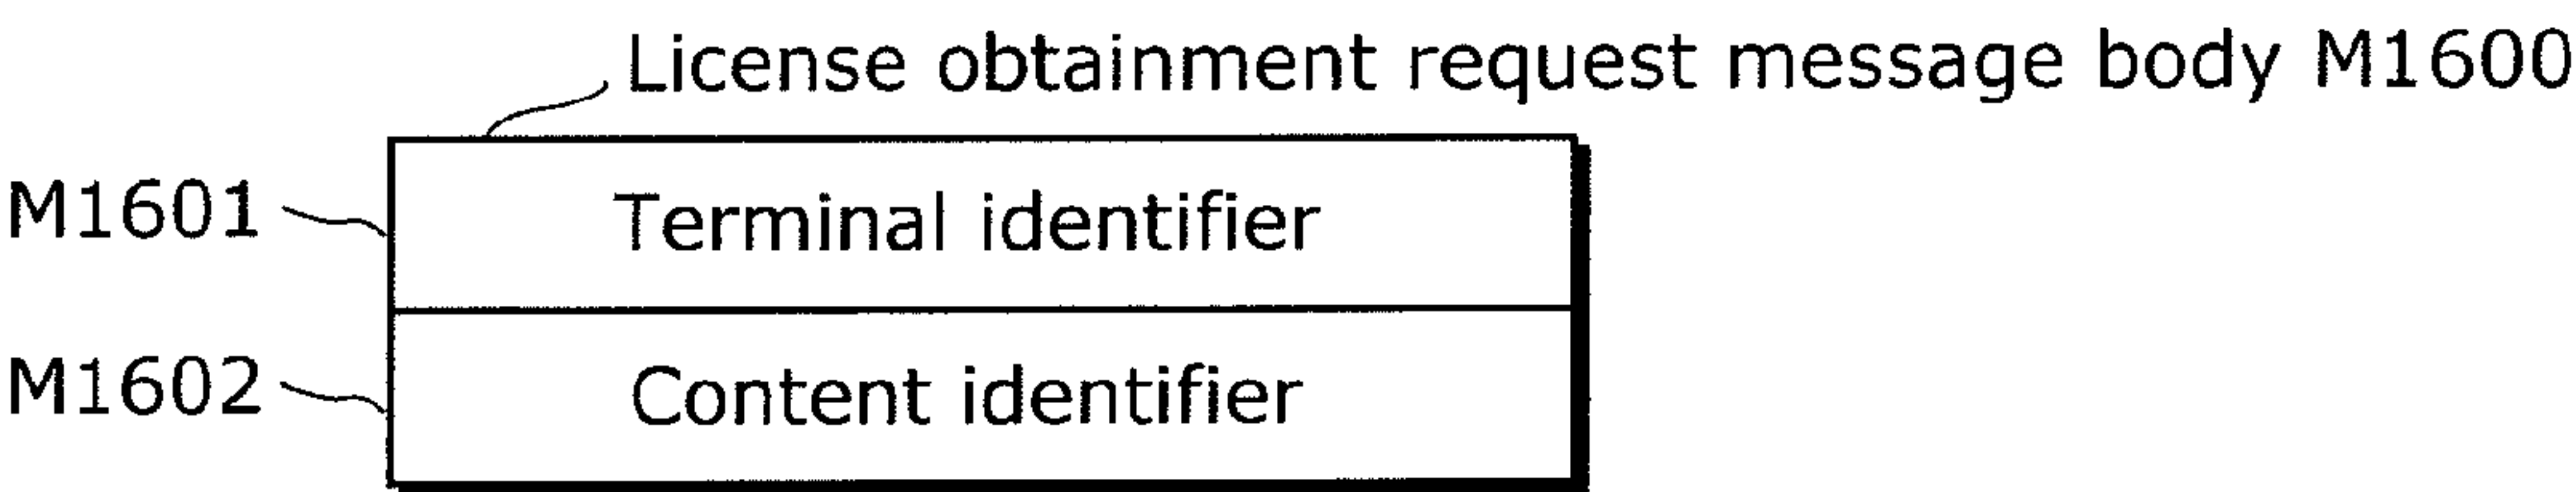 License obtainment request message body M1600
M1601 Terminal identifier
M1602 Content identifier